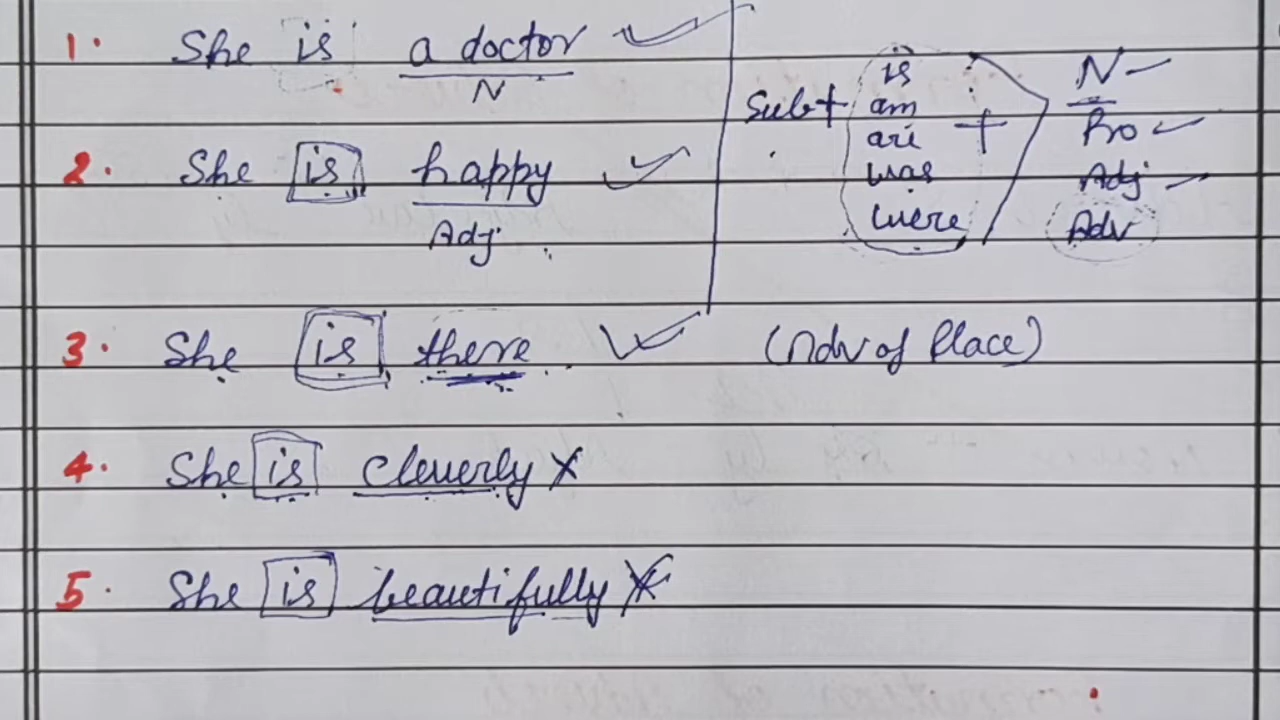 1. She is a doctor
N
2. She is happy
Adj
Sub+ is am are was were + N Pro Adj Adv
3. She is there (Adv of Place)
4. She is cleverly ×
5. She is beautifully ×